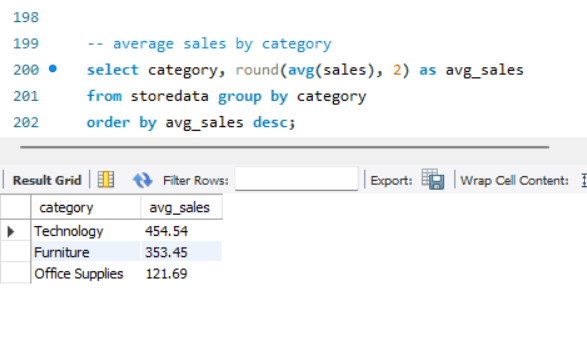 198
199 -- average sales by category
200 select category, round(avg(sales), 2) as avg_sales
201 from storedata group by category
202 order by avg_sales desc;
Result Grid Filter Rows: Export: Wrap Cell Content:
category avg_sales
Technology 454.54
Furniture 353.45
Office Supplies 121.69